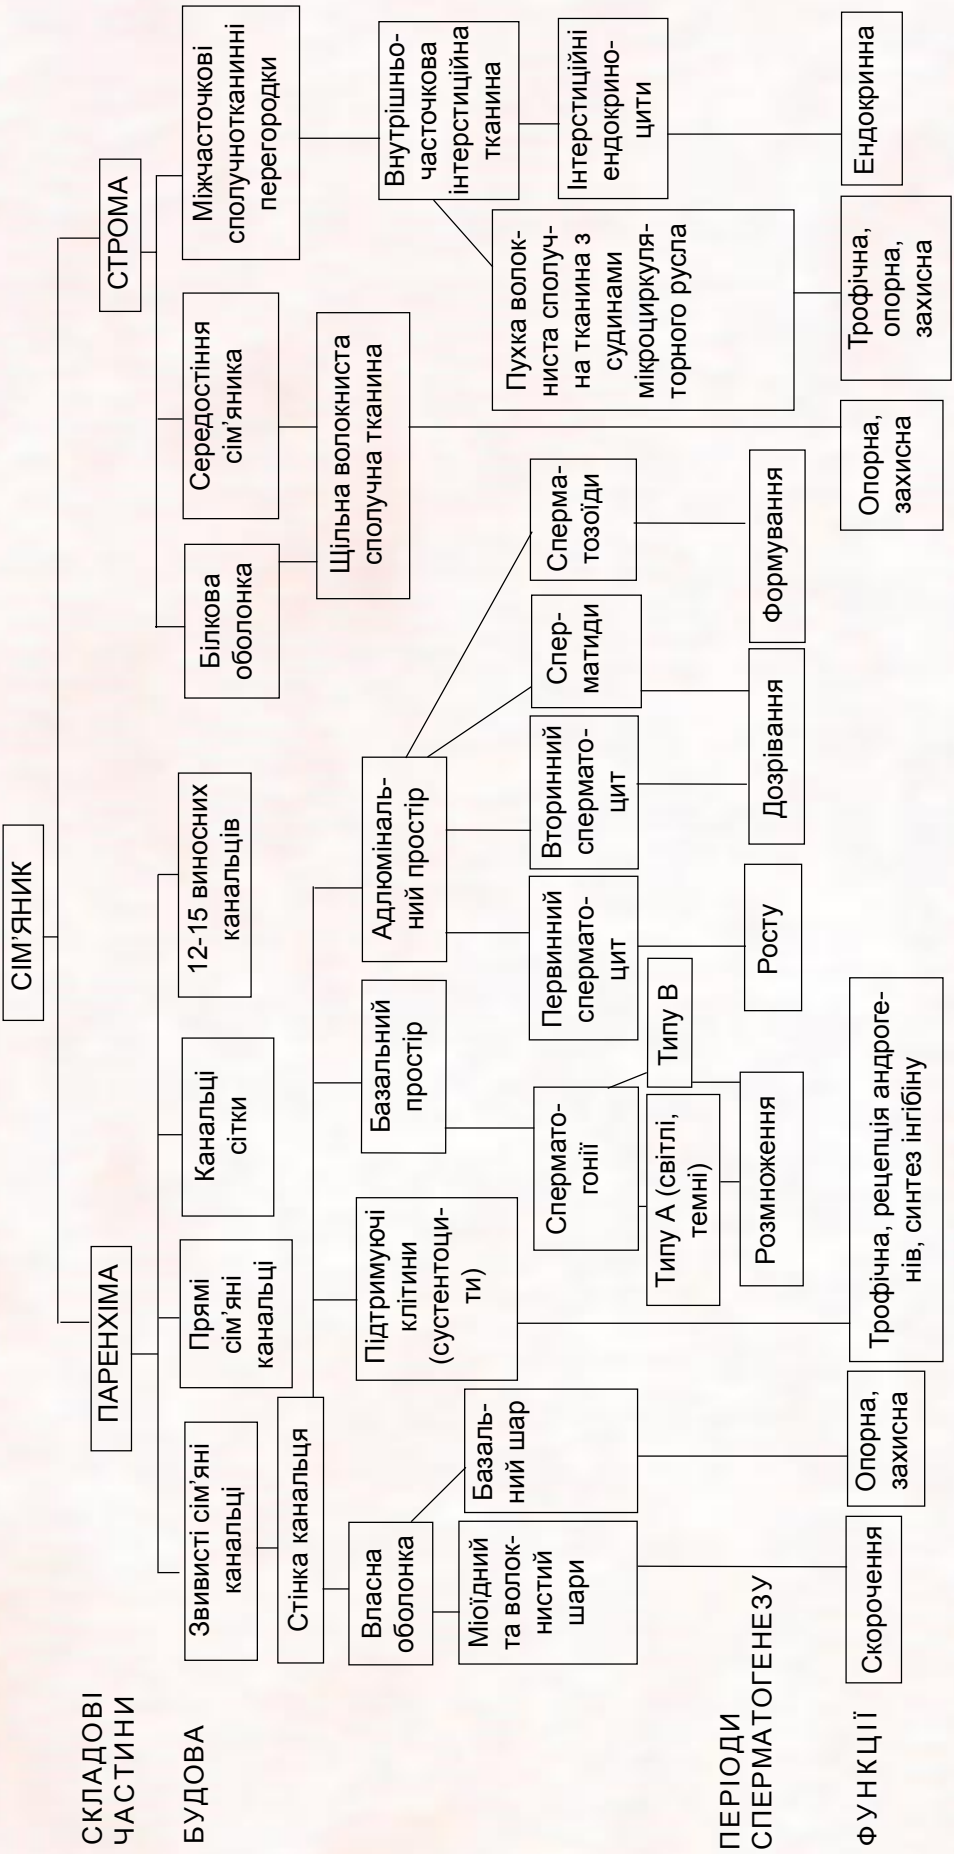 СІМ’ЯНИК
СКЛАДОВІ
ЧАСТИНИ
ПАРЕНХІМА
СТРОМА
БУДОВА
Звивисті сім’яні
канальці
Прямі
сім’яні
канальці
Канальці
сітки
12-15 виносних
канальців
Білкова
оболонка
Середостіння
сім’яника
Міжчасточкові
сполучнотканинні
перегородки
Стінка канальця
Щільна волокниста
сполучна тканина
Власна
оболонка
Підтримуючі
клітини
(сустентоци-
ти)
Базальний
простір
Адлюміналь-
ний простір
Внутрішньо-
часточкова
інтерстиційна
тканина
Міоїдний
та волок-
нистий
шари
Базаль-
ний шар
Спермато-
гонії
Первинний
спермато-
цит
Вторинний
спермато-
цит
Спер-
матиди
Сперма-
тозоїди
Пухка волок-
ниста сполуч-
на тканина з
судинами
мікроциркуля-
торного русла
Інтерстиційні
ендокрино-
цити
Типу А (світлі,
темні)
Типу В
ПЕРІОДИ
СПЕРМАТОГЕНЕЗУ
Розмноження
Росту
Дозрівання
Формування
ФУНКЦІЇ
Скорочення
Опорна,
захисна
Трофічна, рецепція андроге-
нів, синтез інгібіну
Опорна,
захисна
Трофічна,
опорна,
захисна
Ендокринна